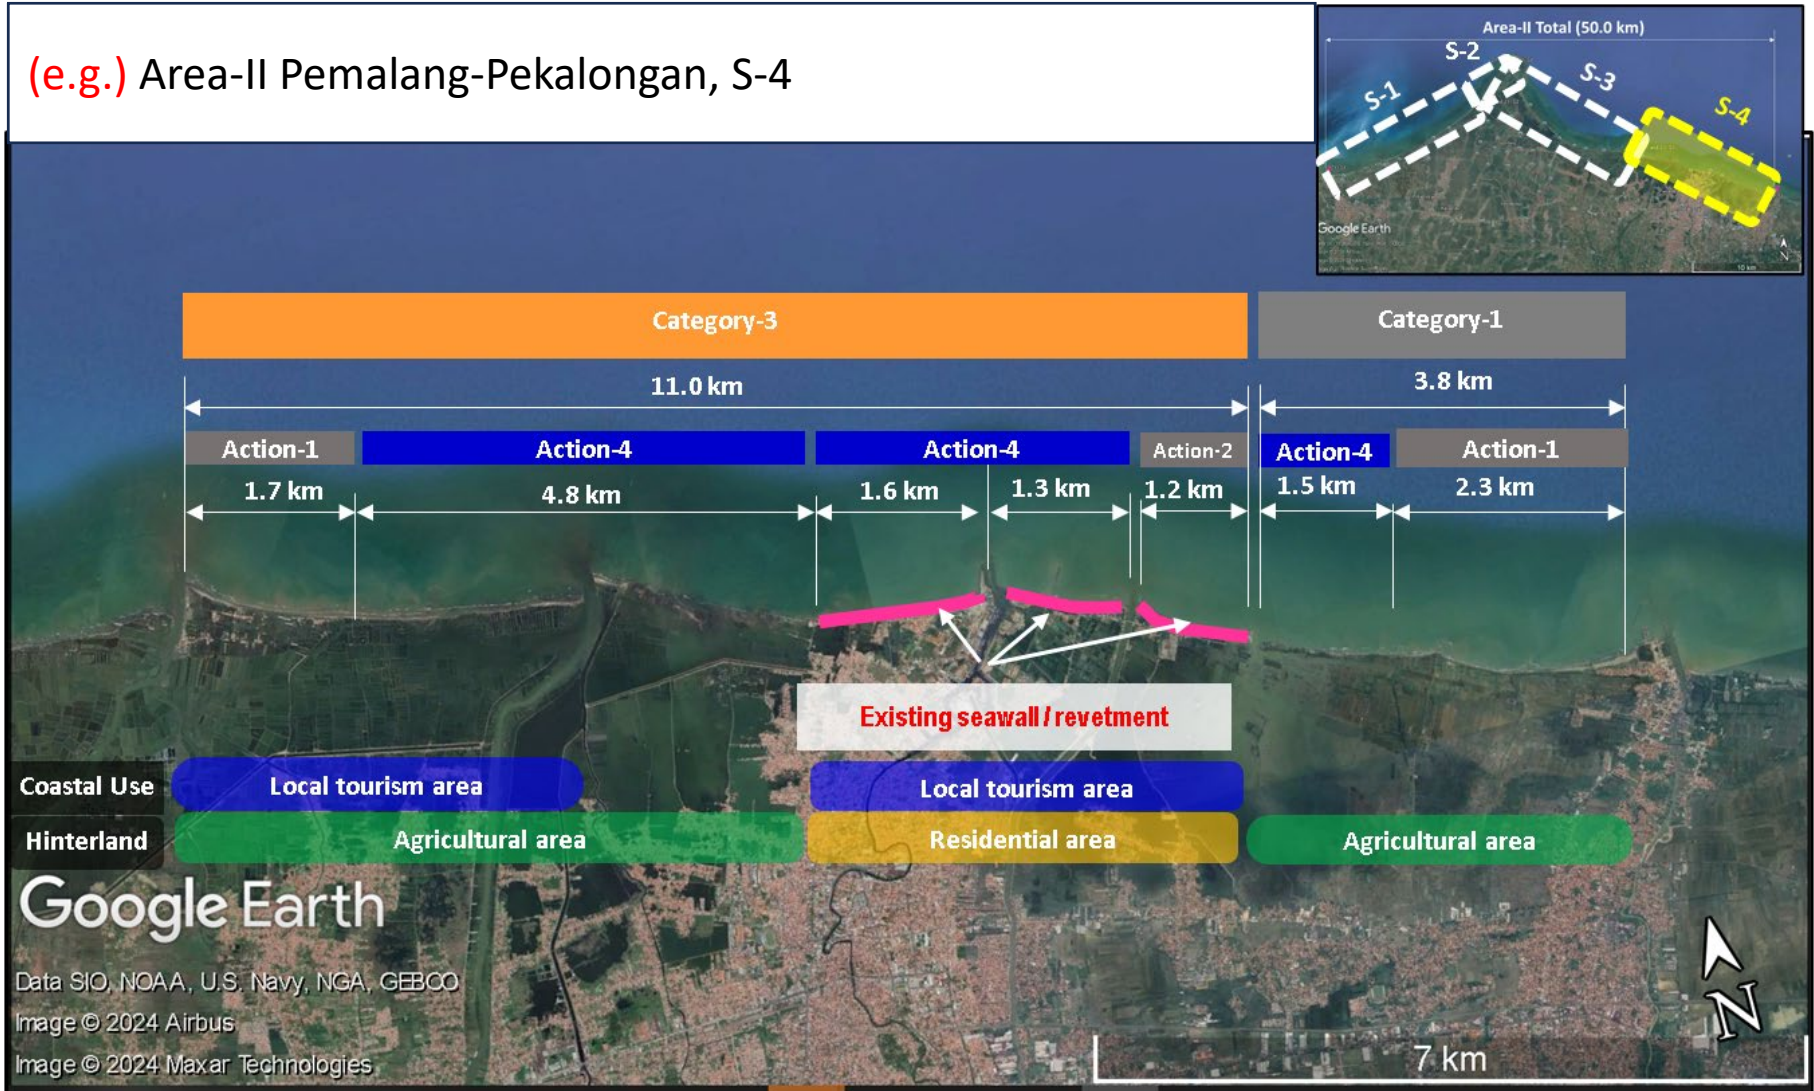 (e.g.) Area-II Pemalang-Pekalongan, S-4
Area-II Total (50.0 km)
S-1
S-2
S-3
S-4
Google Earth
N
10 km
Category-3
Category-1
11.0 km
3.8 km
Action-1
Action-4
Action-4
Action-2
Action-4
Action-1
1.7 km
4.8 km
1.6 km
1.3 km
1.2 km
1.5 km
2.3 km
Existing seawall / revetment
Coastal Use
Local tourism area
Local tourism area
Hinterland
Agricultural area
Residential area
Agricultural area
Google Earth
Data SIO, NOAA, U.S. Navy, NGA, GEBCO
Image © 2024 Airbus
Image © 2024 Maxar Technologies
7 km
N